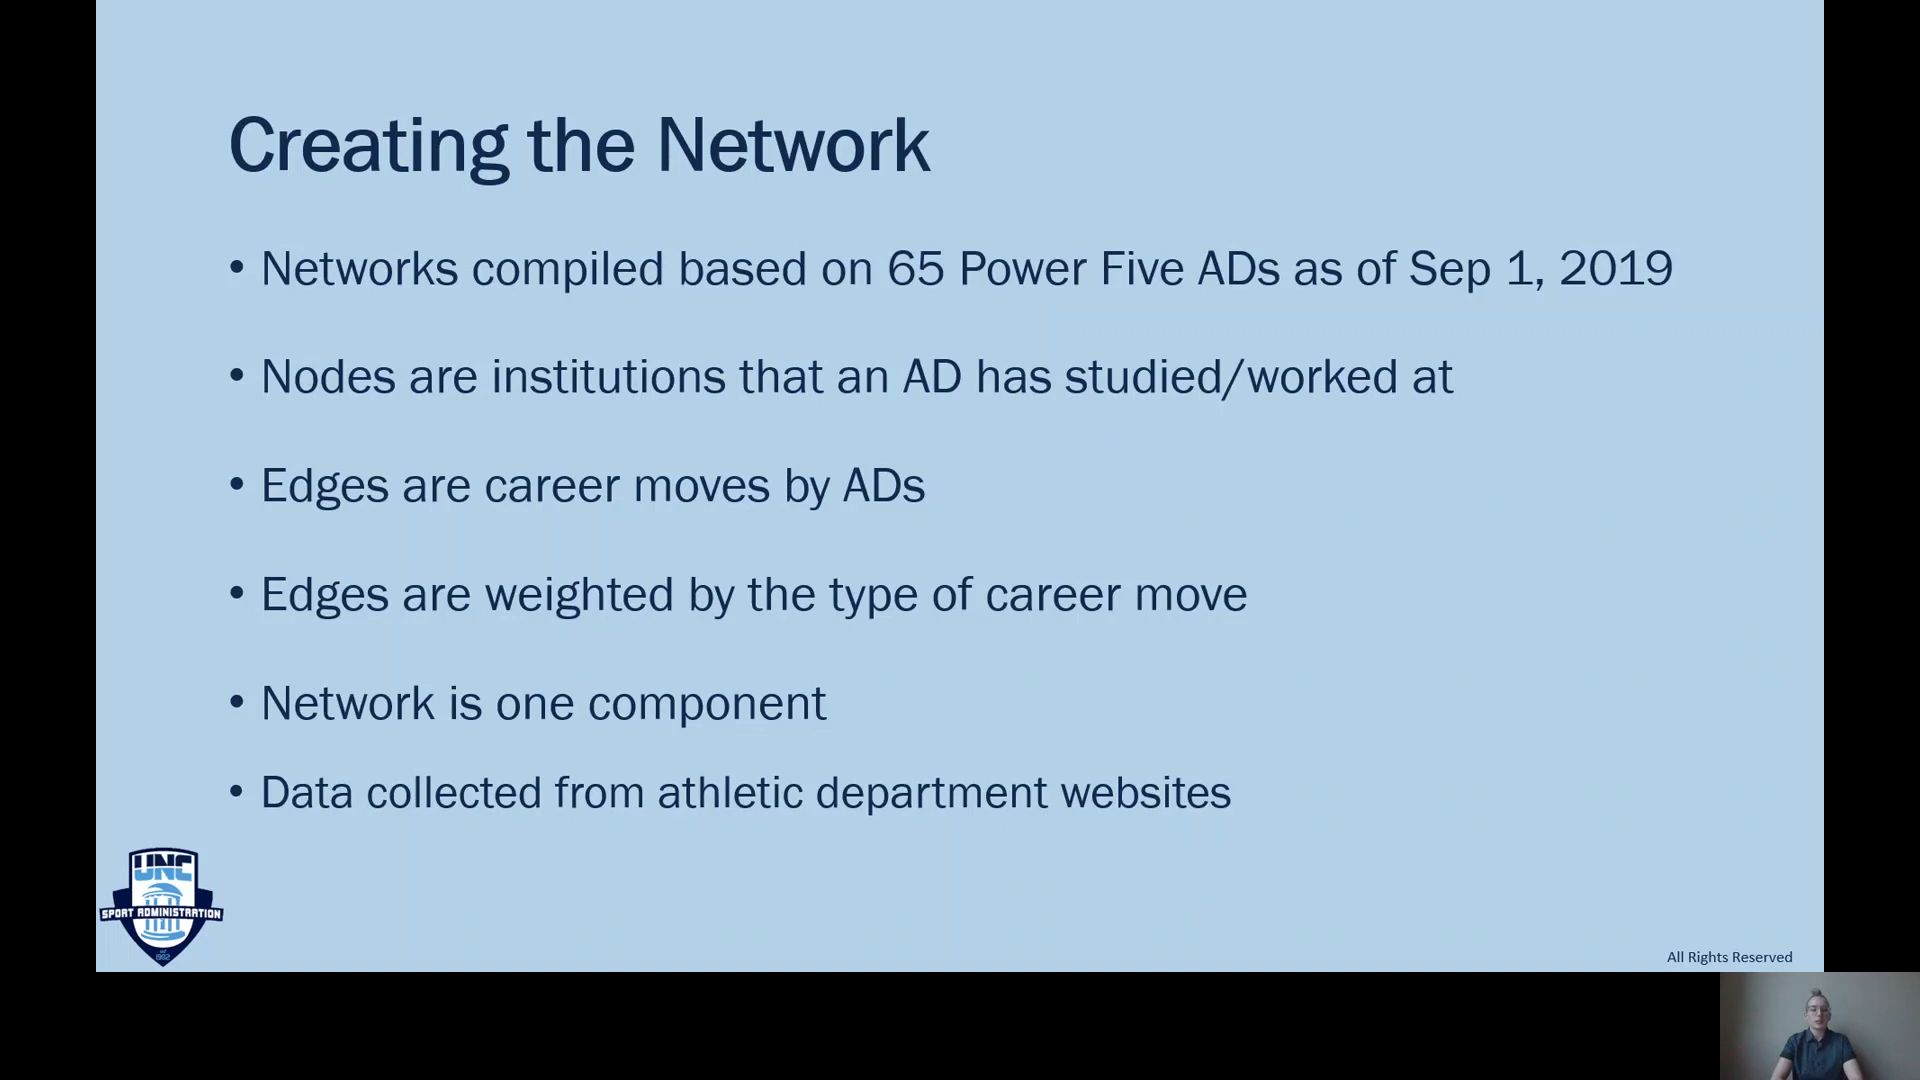 Creating the Network
• Networks compiled based on 65 Power Five ADs as of Sep 1, 2019
• Nodes are institutions that an AD has studied/worked at
• Edges are career moves by ADs
• Edges are weighted by the type of career move
• Network is one component
• Data collected from athletic department websites
UNC
SPORT ADMINISTRATION
All Rights Reserved